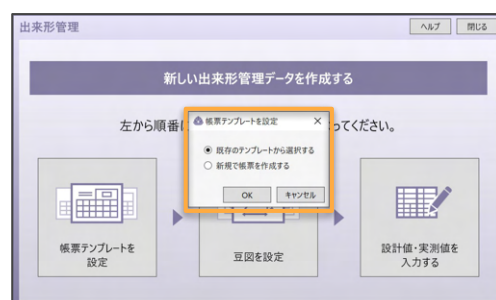 出来形管理
ヘルプ 閉じる
新しい出来形管理データを作成する
左から順番に
ってください。
帳票テンプレートを設定
既存のテンプレートから選択する
新規で帳票を作成する
OK キャンセル
帳票テンプレートを
設定
豆図を設定
設計値・実測値を
入力する